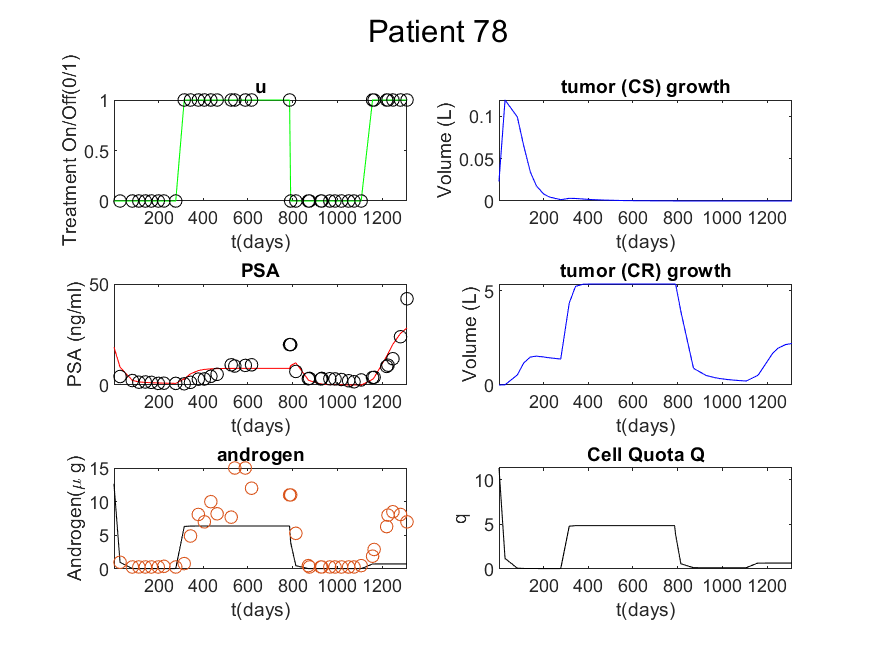 Patient 78
u
Treatment On/Off(0/1)
1
0.5
0
200 400 600 800 1000 1200
t(days)
tumor (CS) growth
Volume (L)
0.1
0.05
0
200 400 600 800 1000 1200
t(days)
PSA
PSA (ng/ml)
50
0
200 400 600 800 1000 1200
t(days)
tumor (CR) growth
Volume (L)
5
0
200 400 600 800 1000 1200
t(days)
androgen
Androgen(μ g)
15
10
5
0
200 400 600 800 1000 1200
t(days)
Cell Quota Q
q
10
5
0
200 400 600 800 1000 1200
t(days)